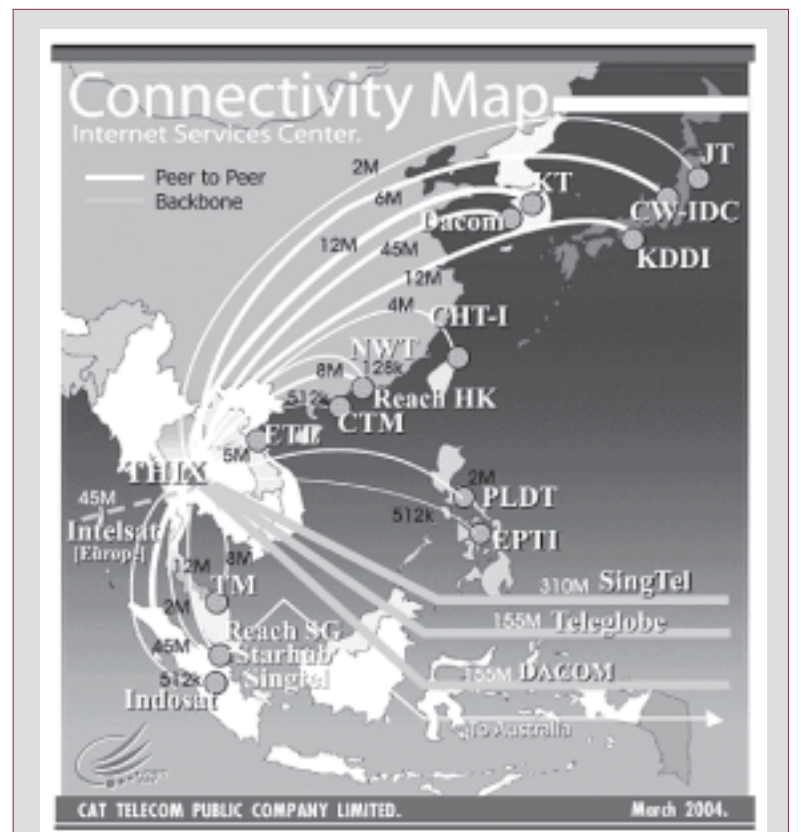 Connectivity Map
Internet Services Center.
Peer to Peer
Backbone
2M
6M
12M
45M
12M
4M
JT
KT
CW-IDC
Dacom
KDDI
CHT-I
NWT
128k
8M
Reach HK
512k
CTM
ETL
5M
THIX
45M
Intelsat
[Europe]
2M
PLDT
512k
EPTI
12M
8M
TM
2M
310M SingTel
155M Teleglobe
155M DACOM
To Australia
Reach SG
45M
Starhub
Singtel
512k
Indosat
CAT TELECOM PUBLIC COMPANY LIMITED.
March 2004.